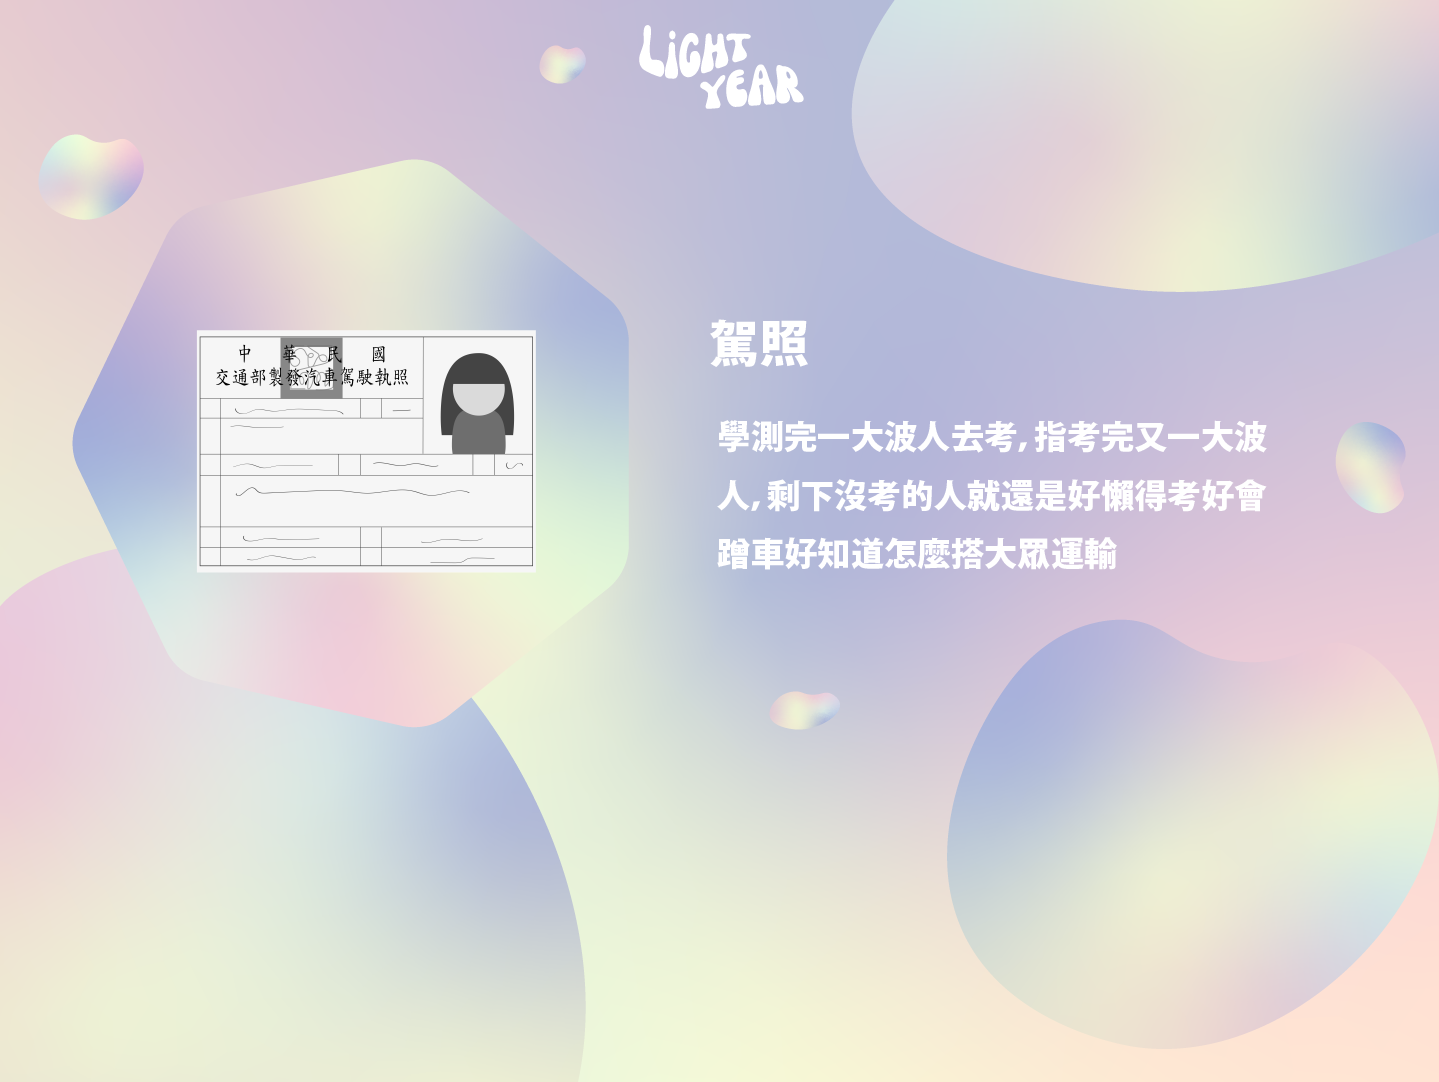 LiGHT
YEAR
中華民國
交通部製發汽車駕駛執照
駕照
學測完一大波人去考，指考完又一大波
人，剩下沒考的人就還是好懶得考好會
蹭車好知道怎麼搭大眾運輸